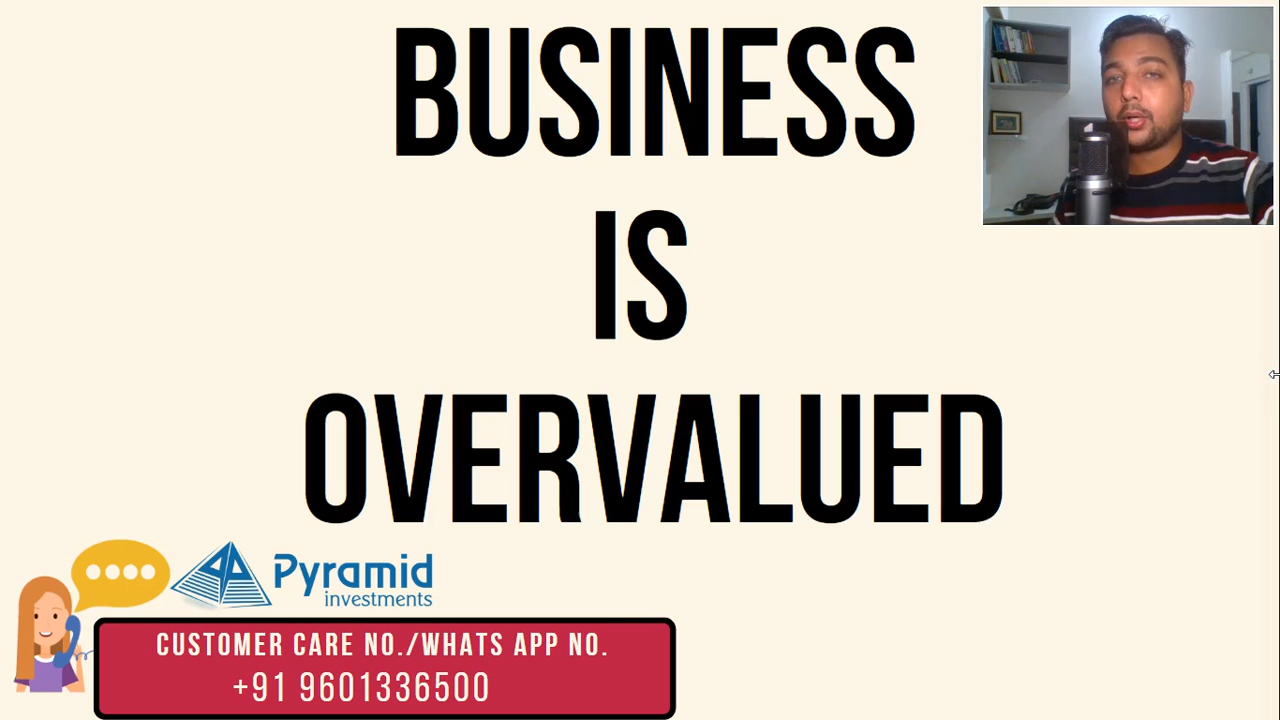 BUSINESS
IS
OVERVALUED
Pyramid
investments
CUSTOMER CARE NO./WHATS APP NO.
+91 9601336500